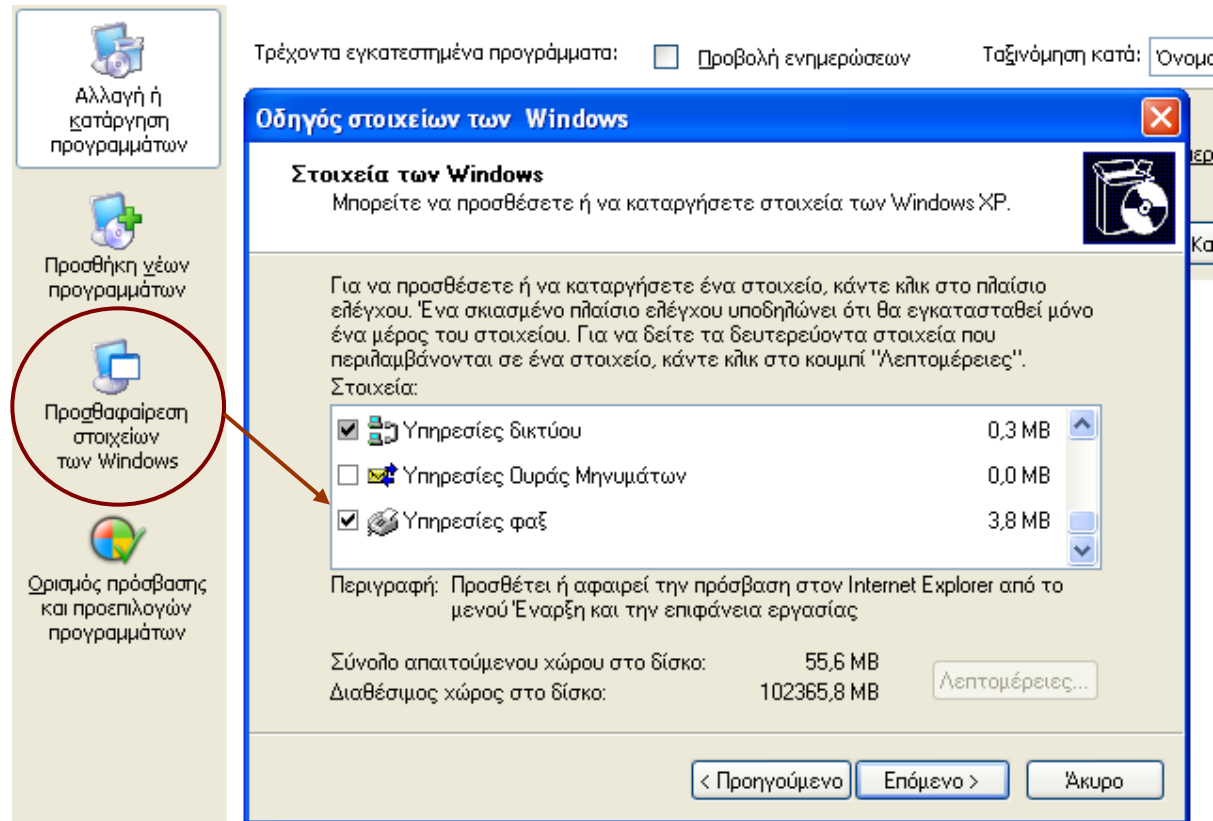 Τρέχοντα εγκατεστημένα προγράμματα:
Προβολή ενημερώσεων
Ταξινόμηση κατά:
Αλλαγή ή
κατάργηση
προγραμμάτων
Προσθήκη νέων
προγραμμάτων
Προσθαφαίρεση
στοιχείων
των Windows
Ορισμός πρόσβασης
και προεπιλογών
προγραμμάτων
Οδηγός στοιχείων των Windows
Στοιχεία των Windows
Μπορείτε να προσθέσετε ή να καταργήσετε στοιχεία των Windows XP.
Για να προσθέσετε ή να καταργήσετε ένα στοιχείο, κάντε κλικ στο πλαίσιο
ελέγχου. Ένα σκιασμένο πλαίσιο ελέγχου υποδηλώνει ότι θα εγκατασταθεί μόνο
ένα μέρος του στοιχείου. Για να δείτε τα δευτερεύοντα στοιχεία που
περιλαμβάνονται σε ένα στοιχείο, κάντε κλικ στο κουμπί "Λεπτομέρειες".
Στοιχεία:
Υπηρεσίες δικτύου 0,3 MB
Υπηρεσίες Ουράς Μηνυμάτων 0,0 MB
Υπηρεσίες φαξ 3,8 MB
Περιγραφή: Προσθέτει ή αφαιρεί την πρόσβαση στον Internet Explorer από το
μενού Έναρξη και την επιφάνεια εργασίας
Σύνολο απαιτούμενου χώρου στο δίσκο: 55,6 MB
Διαθέσιμος χώρος στο δίσκο: 102365,8 MB
Λεπτομέρειες...
< Προηγούμενο
Επόμενο >
Άκυρο